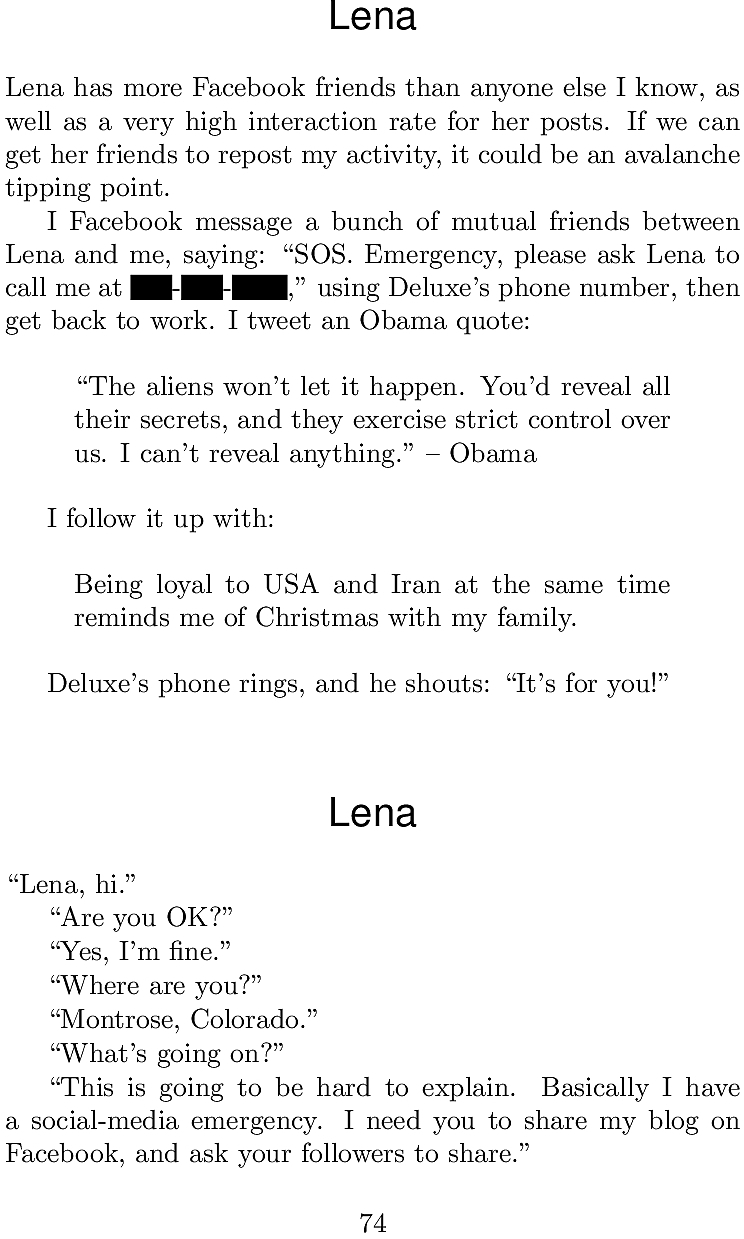 Lena
Lena has more Facebook friends than anyone else I know, as
well as a very high interaction rate for her posts. If we can
get her friends to repost my activity, it could be an avalanche
tipping point.
I Facebook message a bunch of mutual friends between
Lena and me, saying: “SOS. Emergency, please ask Lena to
call me at - - ,” using Deluxe’s phone number, then
get back to work. I tweet an Obama quote:
“The aliens won’t let it happen. You’d reveal all
their secrets, and they exercise strict control over
us. I can’t reveal anything.” – Obama
I follow it up with:
Being loyal to USA and Iran at the same time
reminds me of Christmas with my family.
Deluxe’s phone rings, and he shouts: “It’s for you!”
Lena
“Lena, hi.”
“Are you OK?”
“Yes, I’m fine.”
“Where are you?”
“Montrose, Colorado.”
“What’s going on?”
“This is going to be hard to explain. Basically I have
a social-media emergency. I need you to share my blog on
Facebook, and ask your followers to share.”
74